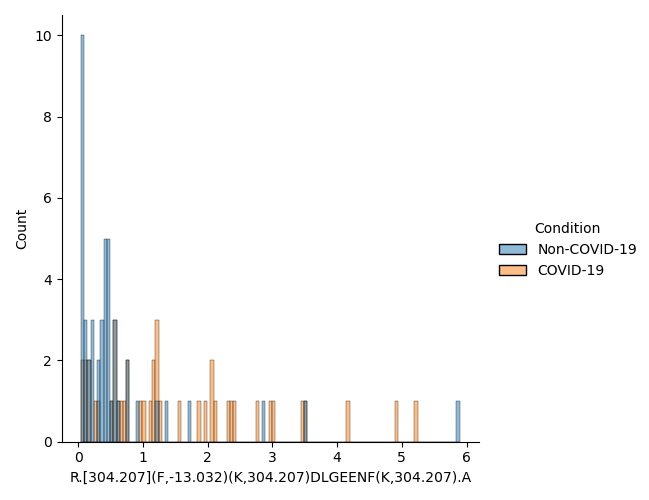 10
8
6
4
2
0
Count
0 1 2 3 4 5 6
R.[304.207](F,-13.032)(K,304.207)DLGEENF(K,304.207).A
Condition
Non-COVID-19
COVID-19